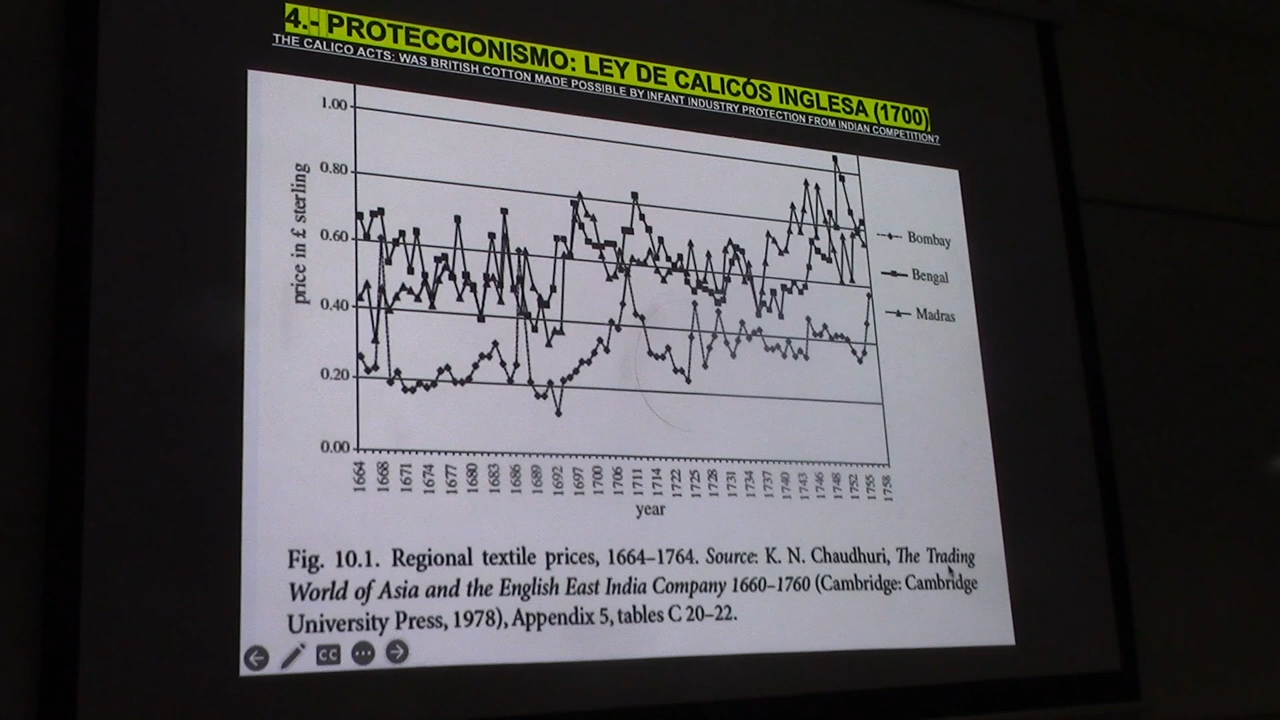 4.- PROTECCIONISMO: LEY DE CALICÓS INGLESA (1700)
THE CALICO ACTS: WAS BRITISH COTTON MADE POSSIBLE BY INFANT INDUSTRY PROTECTION FROM INDIAN COMPETITION?
1.00
0.80
0.60
0.40
0.20
0.00
price in £ sterling
Bombay
Bengal
Madras
1664 1668 1671 1674 1677 1680 1683 1686 1689 1692 1697 1700 1706 1711 1714 1722 1725 1728 1731 1734 1737 1740 1743 1746 1748 1752 1755 1758
year
Fig. 10.1. Regional textile prices, 1664–1764. Source: K. N. Chaudhuri, The Trading
World of Asia and the English East India Company 1660–1760 (Cambridge: Cambridge
University Press, 1978), Appendix 5, tables C 20–22.
CC